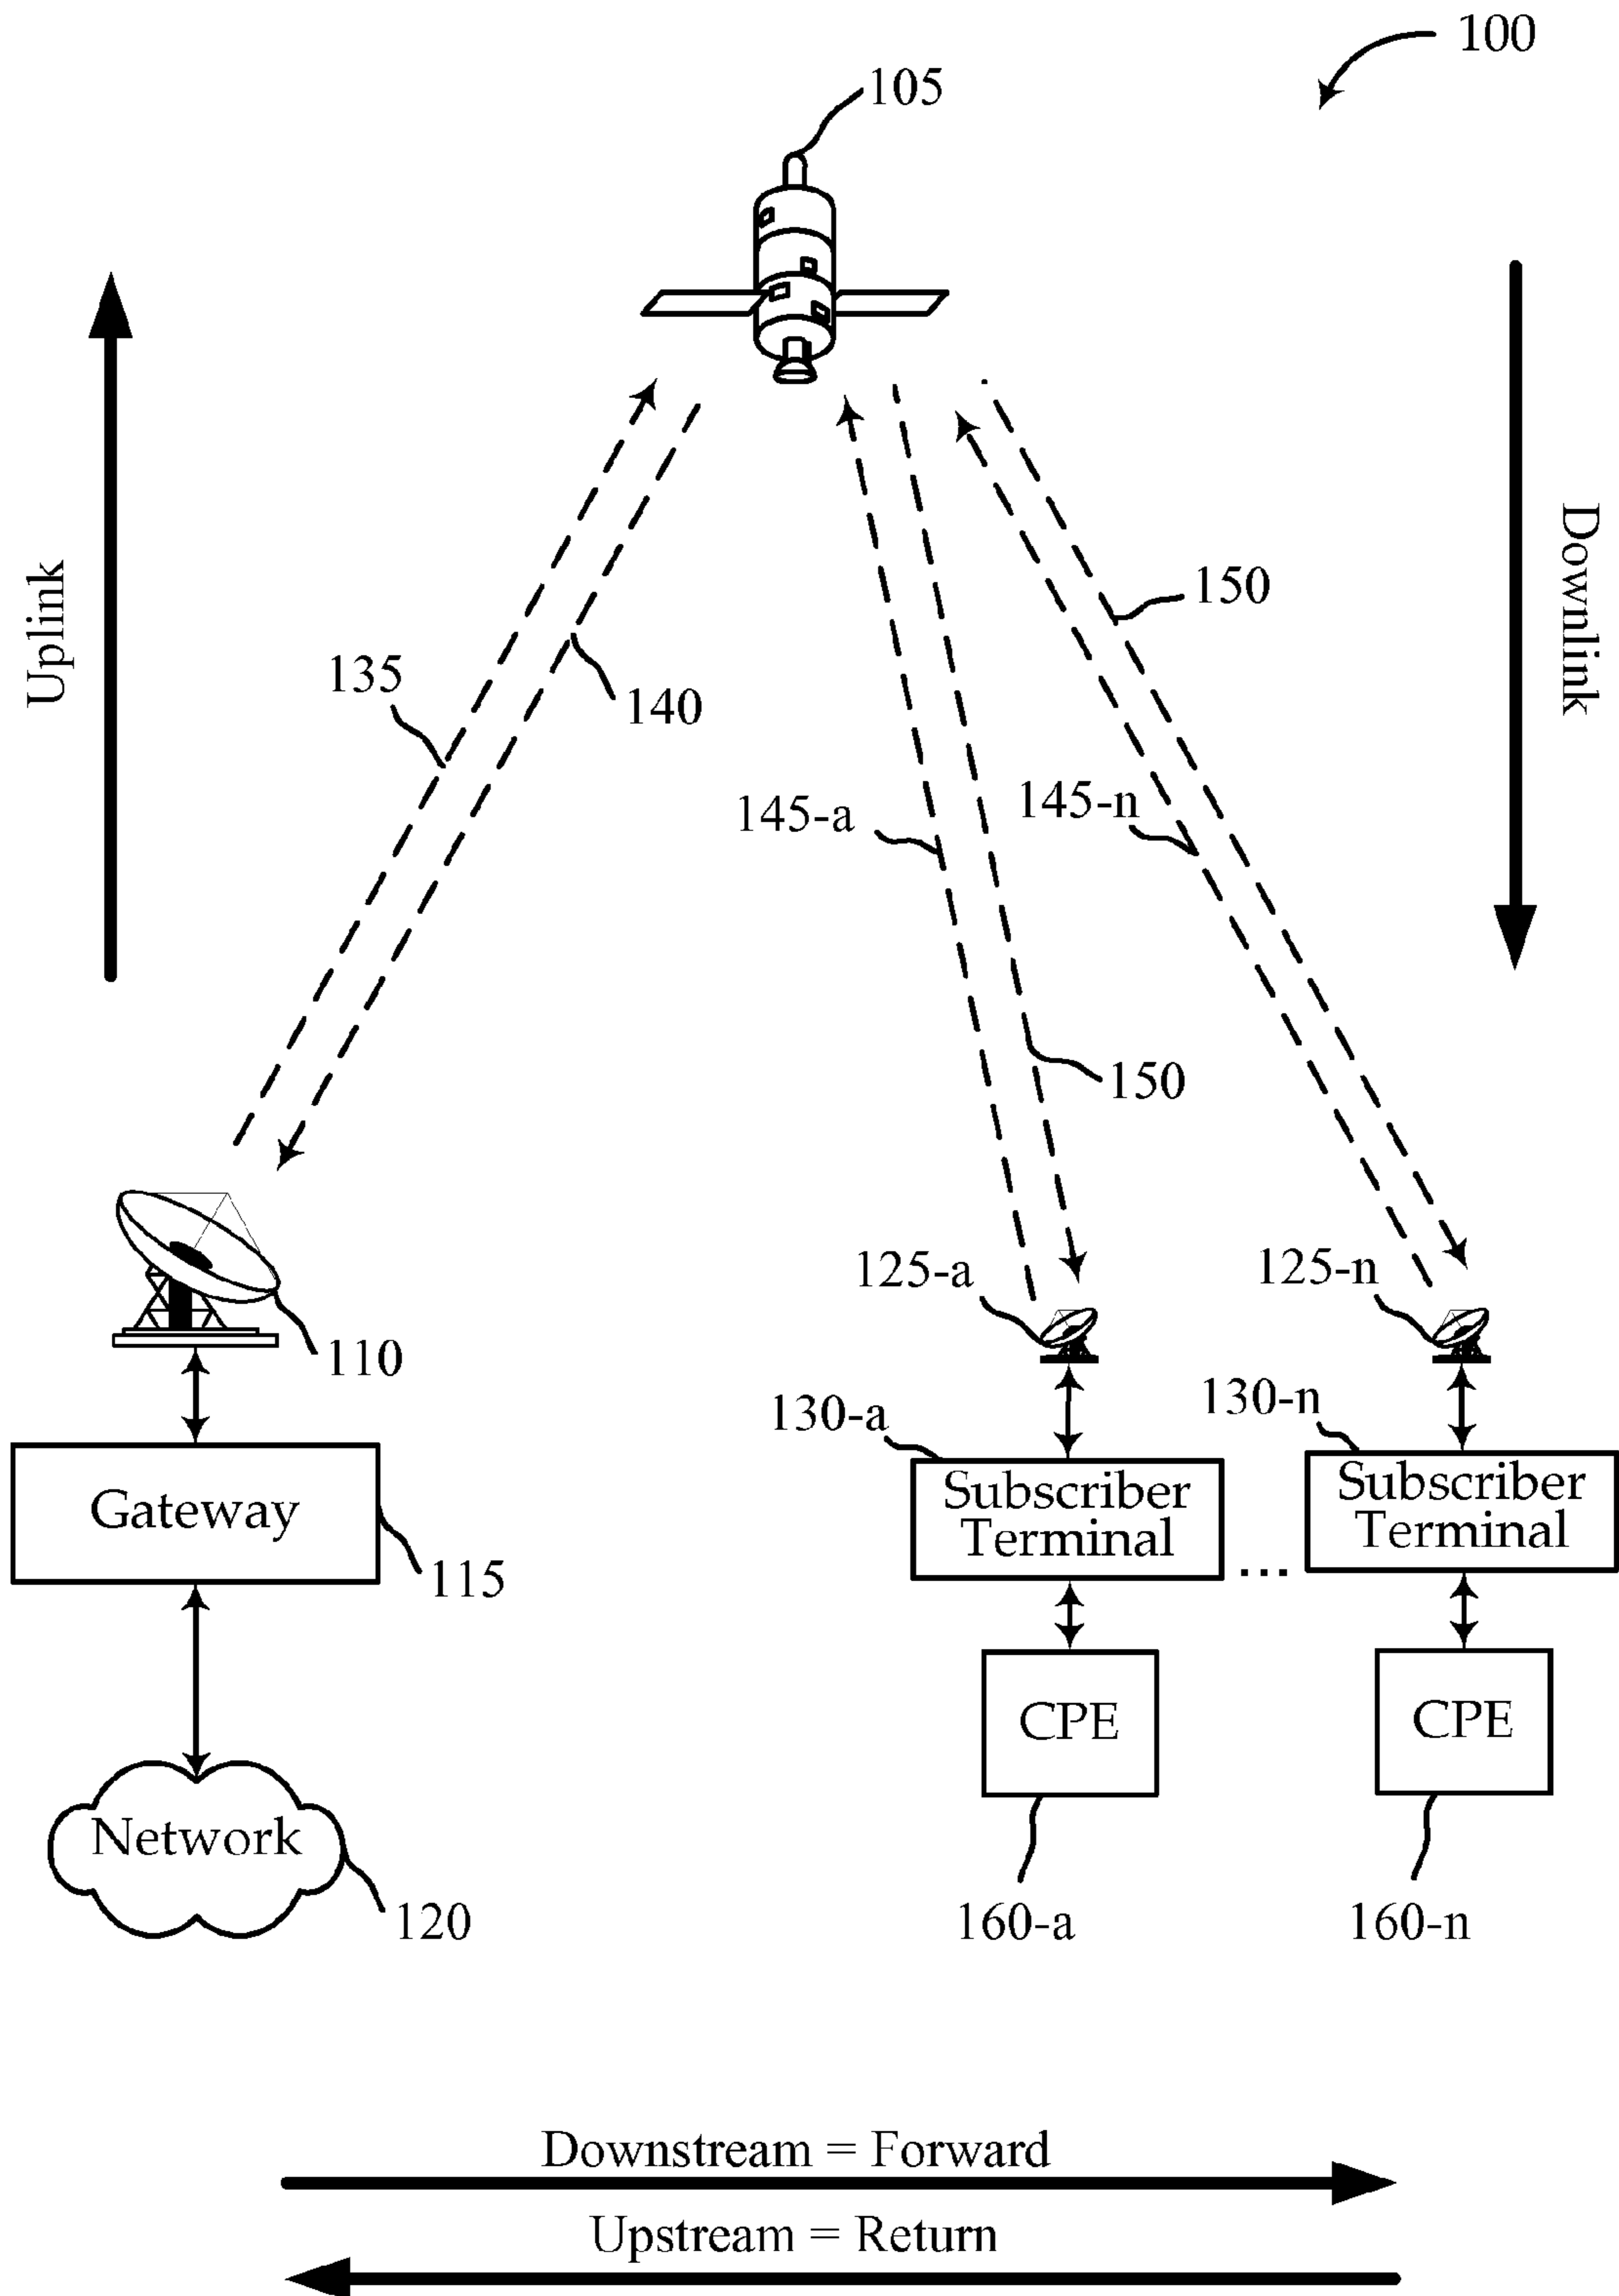 100
105
Uplink
Downlink
150
135
140
145-a
145-n
150
125-a
125-n
110
130-a
130-n
Gateway
Subscriber
Terminal
Subscriber
Terminal
...
115
CPE
CPE
Network
120
160-a
160-n
Downstream = Forward
Upstream = Return